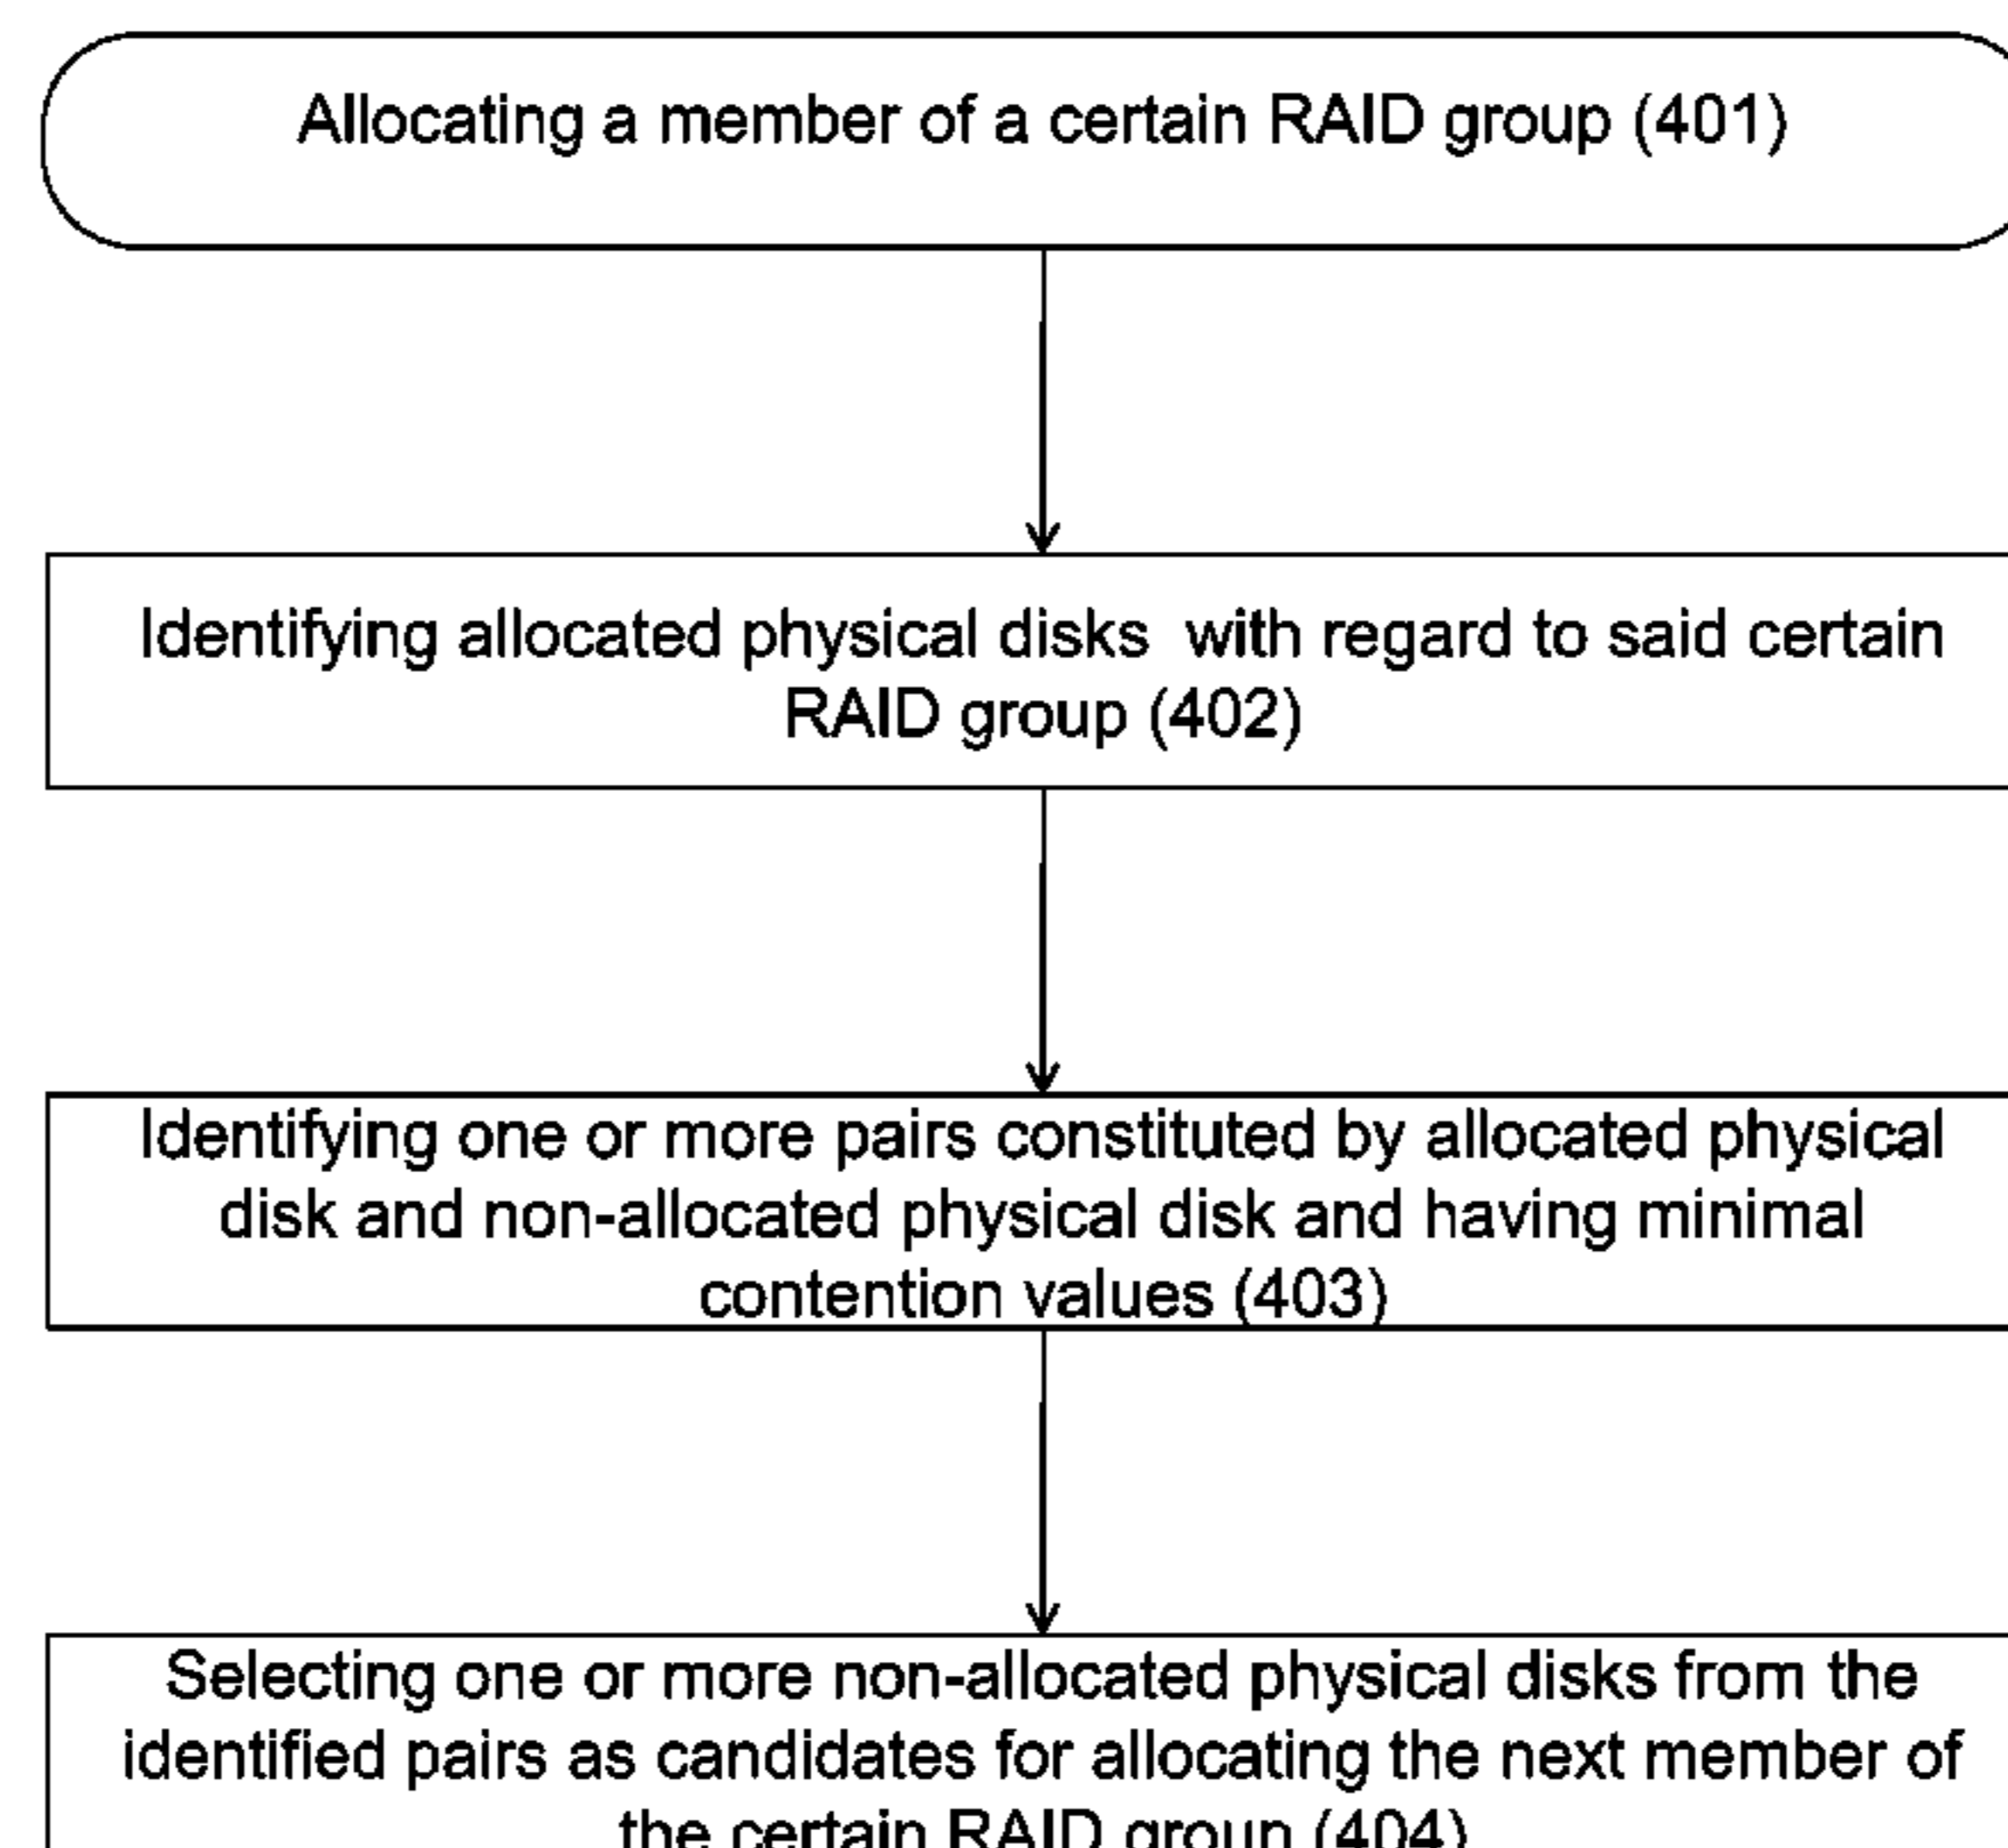 Allocating a member of a certain RAID group (401)
Identifying allocated physical disks with regard to said certain
RAID group (402)
Identifying one or more pairs constituted by allocated physical
disk and non-allocated physical disk and having minimal
contention values (403)
Selecting one or more non-allocated physical disks from the
identified pairs as candidates for allocating the next member of
the certain RAID group (404)